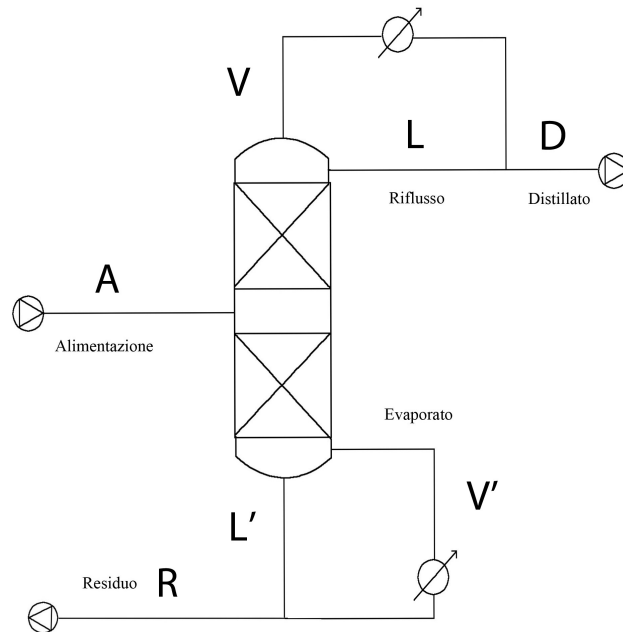 V
L
D
Riflusso
Distillato
A
Alimentazione
Evaporato
V'
L'
Residuo
R